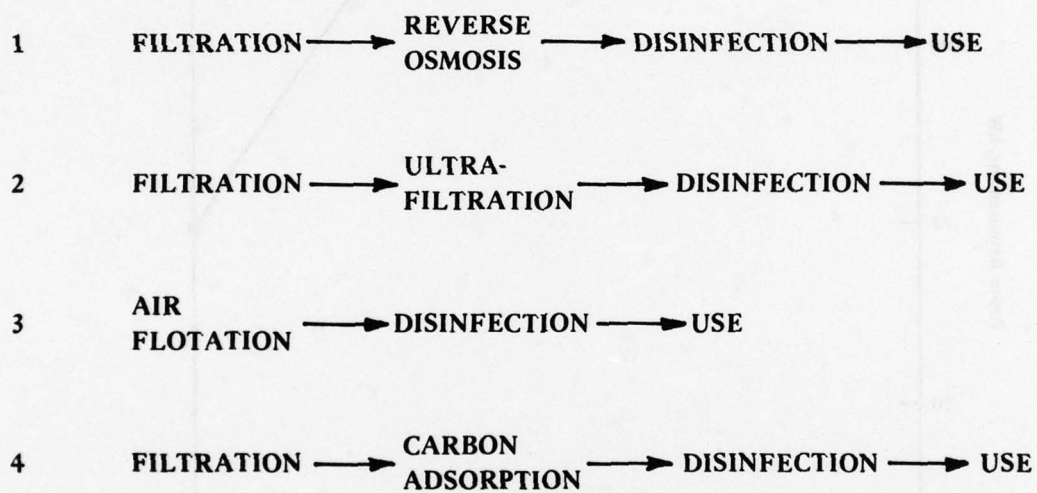 1 FILTRATION REVERSE OSMOSIS DISINFECTION USE
2 FILTRATION ULTRA-FILTRATION DISINFECTION USE
3 AIR FLOTATION DISINFECTION USE
4 FILTRATION CARBON ADSORPTION DISINFECTION USE